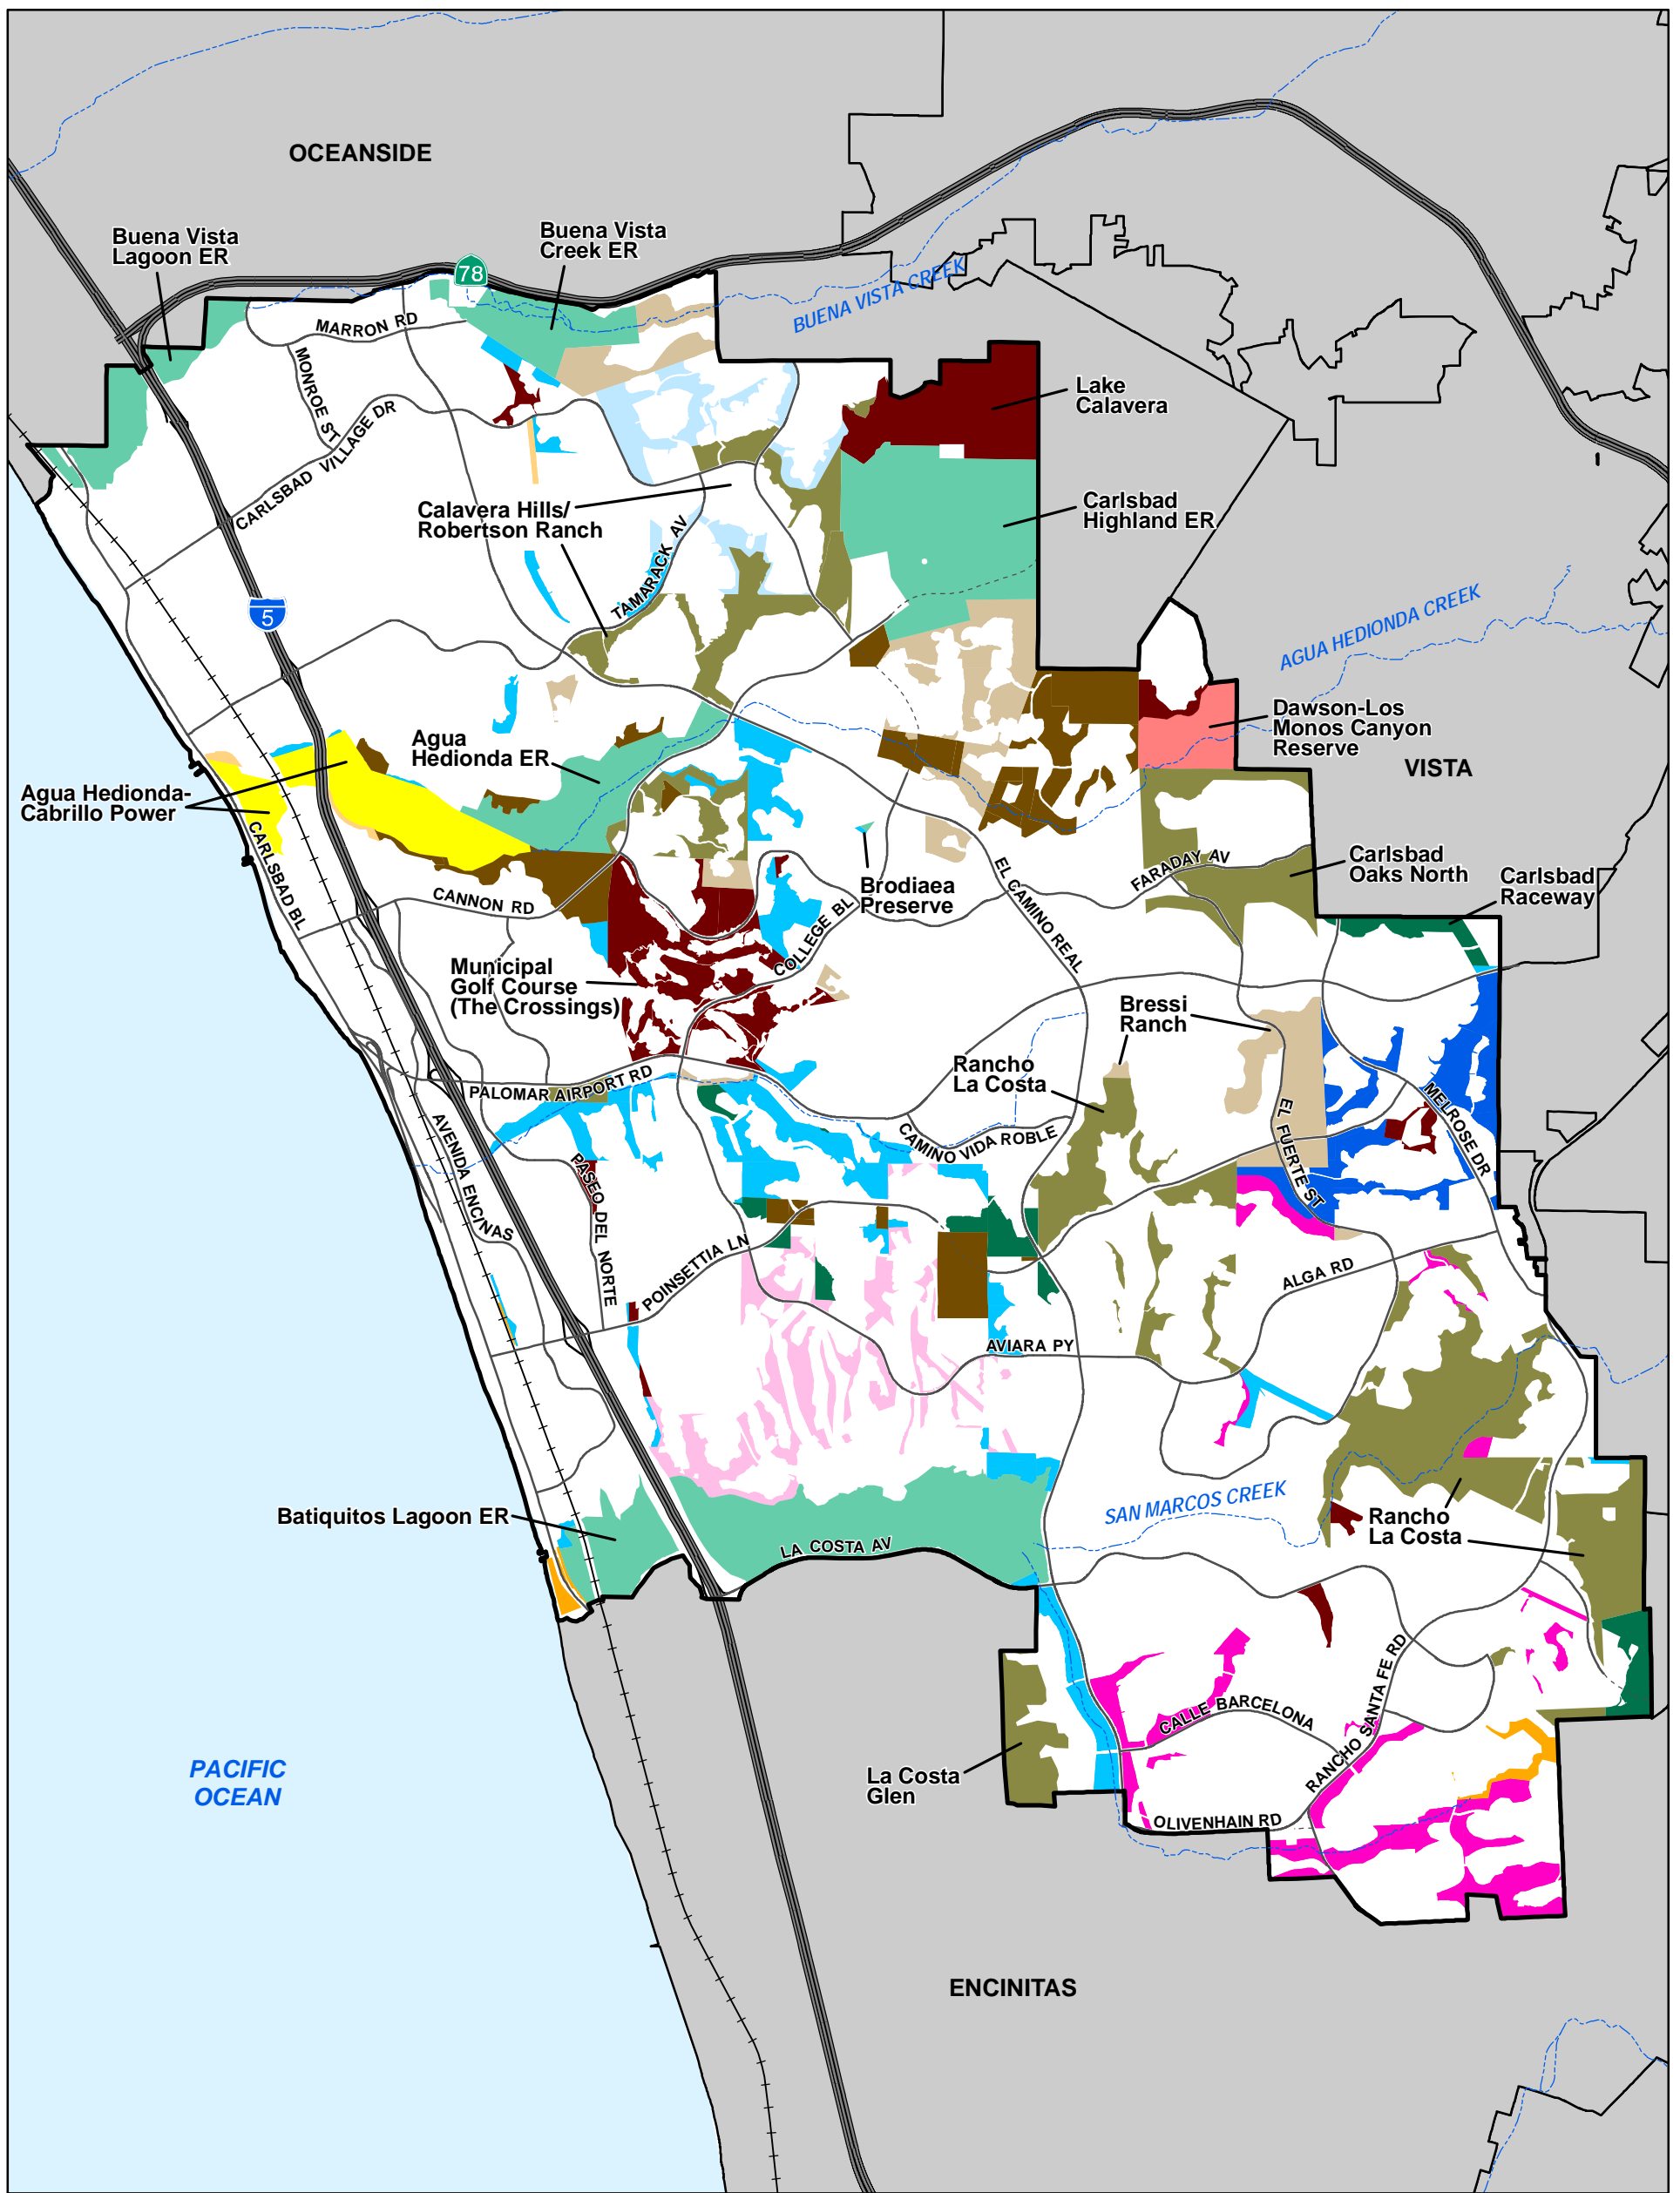 OCEANSIDE
Buena Vista
Lagoon ER
Buena Vista
Creek ER
78
BUENA VISTA CREEK
MARRON RD
MONROE ST
CARLSBAD VILLAGE DR
Lake
Calavera
Calavera Hills/
Robertson Ranch
Carlsbad
Highland ER
TAMARACK AV
5
AGUA HEDIONDA CREEK
Agua
Hedionda ER
Dawson-Los
Monos Canyon
Reserve
VISTA
Agua Hedionda-
Cabrillo Power
CARLSBAD BL
CANNON RD
Brodiaea
Preserve
EL CAMINO REAL
FARADAY AV
Carlsbad
Oaks North
Carlsbad
Raceway
COLLEGE BL
Municipal
Golf Course
(The Crossings)
Bressi
Ranch
Rancho
La Costa
PALOMAR AIRPORT RD
CAMINO VIDA ROBLE
EL FUERTE ST
MELROSE DR
AVENIDA ENCINAS
PASEO DEL NORTE
POINSETTIA LN
ALGA RD
AVIARA PY
SAN MARCOS CREEK
Batiquitos Lagoon ER
LA COSTA AV
Rancho
La Costa
CALLE BARCELONA
RANCHO SANTA FE RD
La Costa
Glen
OLIVENHAIN RD
PACIFIC
OCEAN
ENCINITAS